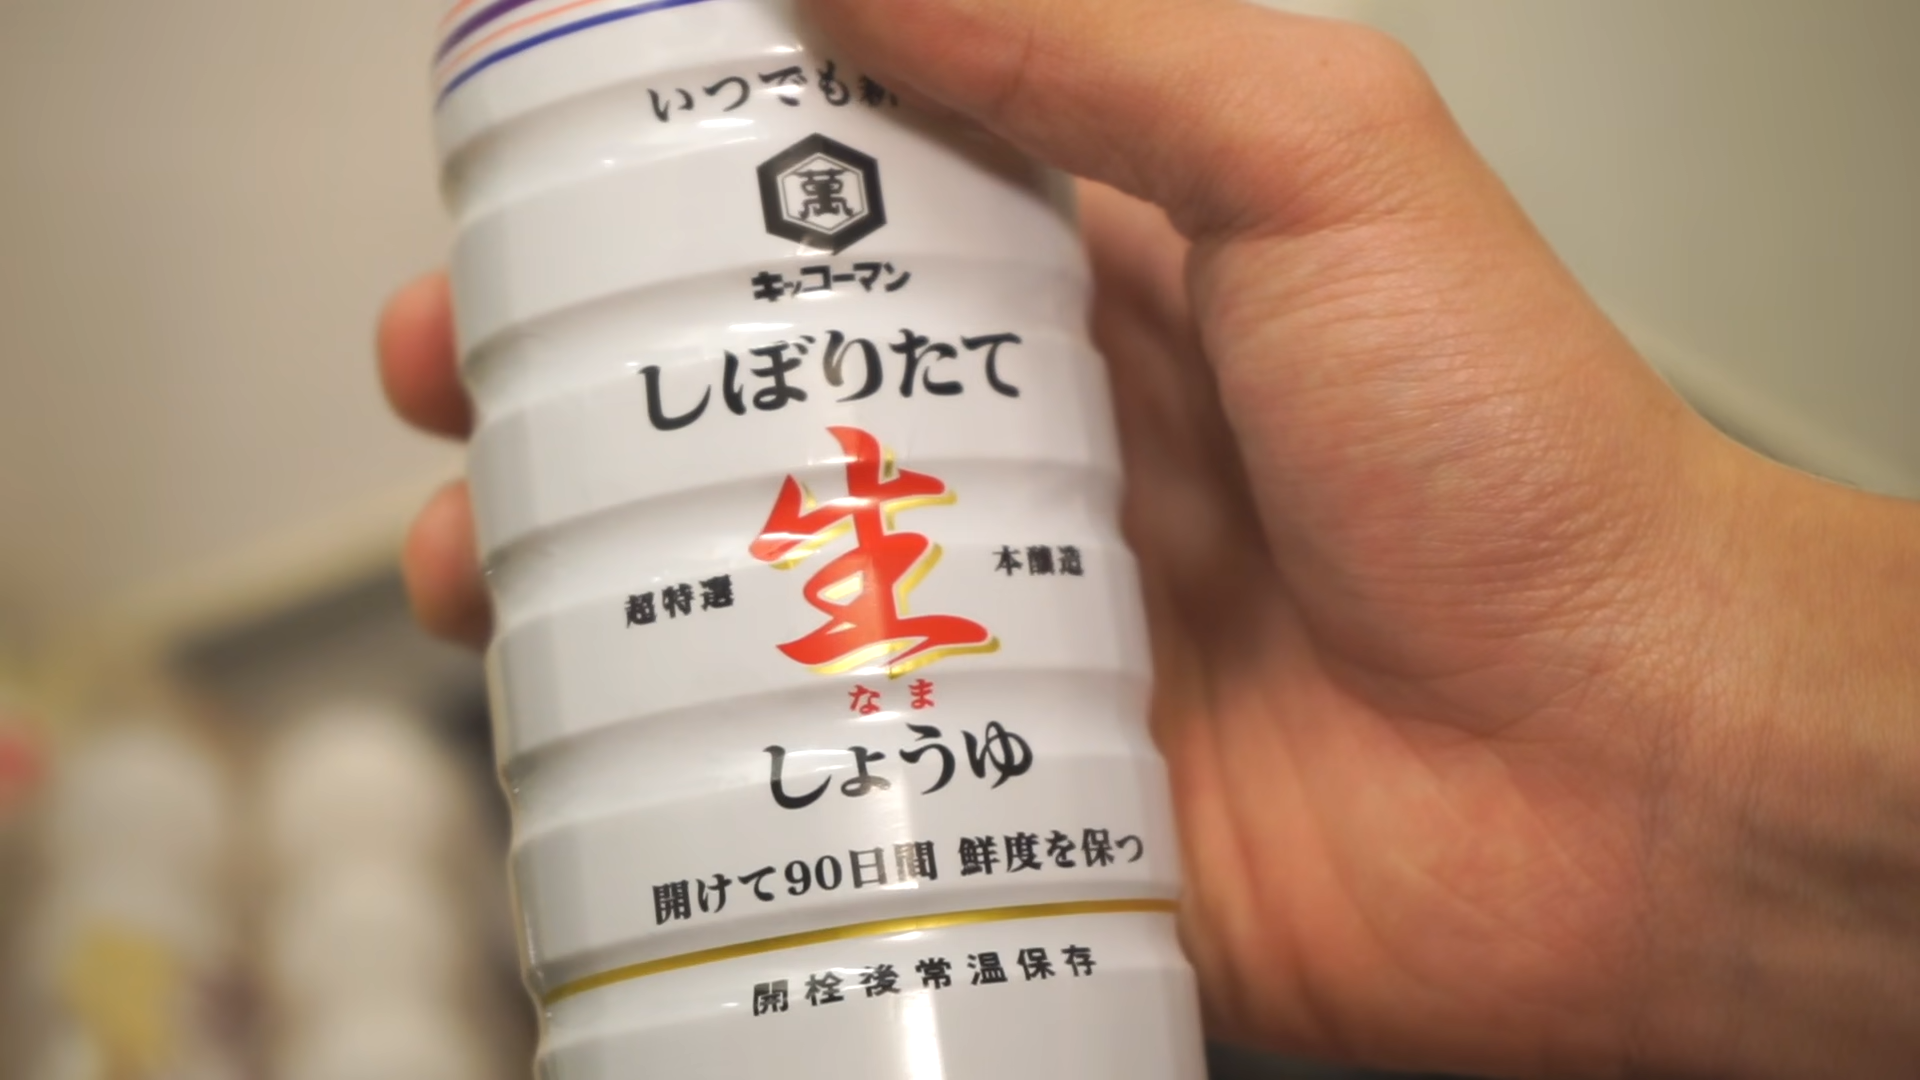 いつでも新
萬
キッコーマン
しぼりたて
生
超特選
本醸造
なま
しょうゆ
開けて90日間 鮮度を保つ
開栓後常温保存